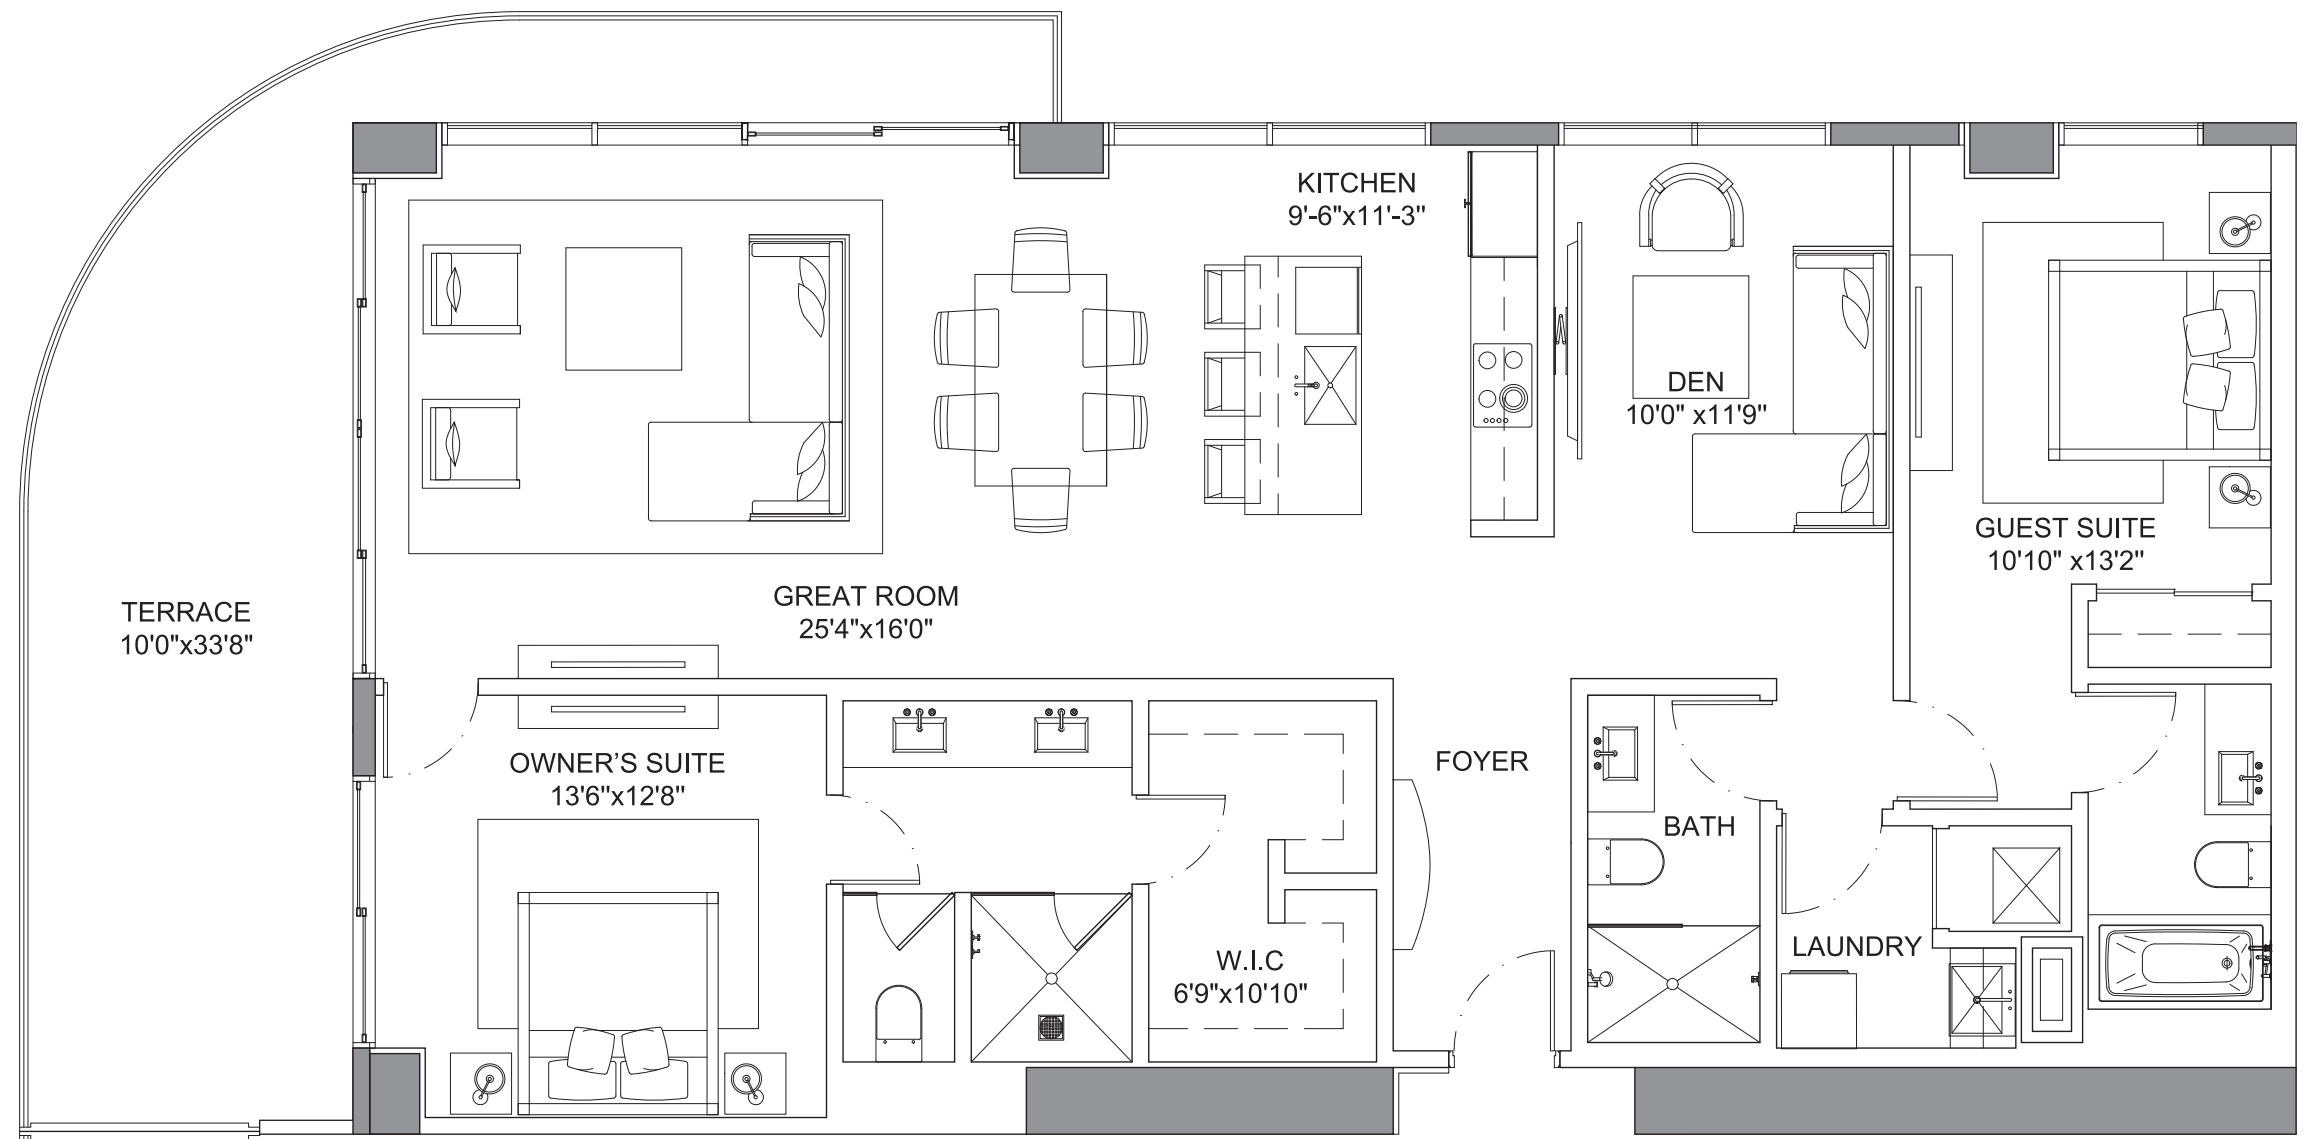 KITCHEN
9'-6"x11'-3"
DEN
10'0" x11'9"
GUEST SUITE
10'10" x13'2"
GREAT ROOM
25'4"x16'0"
TERRACE
10'0"x33'8"
OWNER’S SUITE
13'6"x12'8"
FOYER
BATH
LAUNDRY
W.I.C
6'9"x10'10"